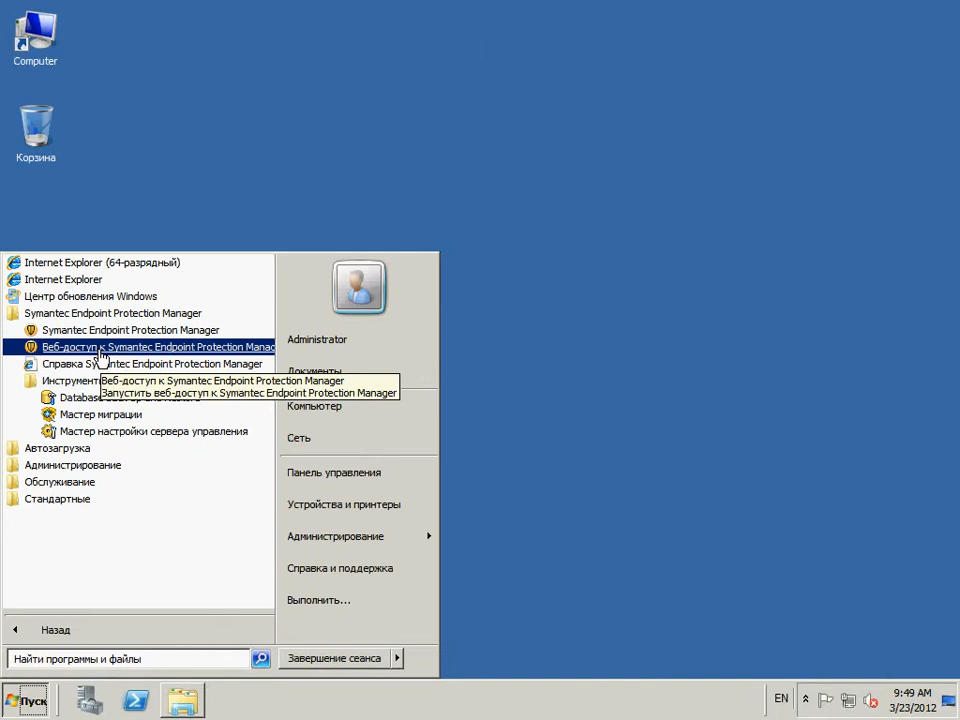 Computer
Корзина
Internet Explorer (64-разрядный)
Internet Explorer
Центр обновления Windows
Symantec Endpoint Protection Manager
Symantec Endpoint Protection Manager
Веб-доступ к Symantec Endpoint Protection Manag
Справка Symantec Endpoint Protection Manager
Инструмент
Веб-доступ к Symantec Endpoint Protection Manager
Запустить веб-доступ к Symantec Endpoint Protection Manager
Database
Мастер миграции
Мастер настройки сервера управления
Автозагрузка
Администрирование
Обслуживание
Стандартные
Назад
Найти программы и файлы
Administrator
Документы
Компьютер
Сеть
Панель управления
Устройства и принтеры
Администрирование
Справка и поддержка
Выполнить...
Завершение сеанса
Пуск
EN
9:49 AM
3/23/2012